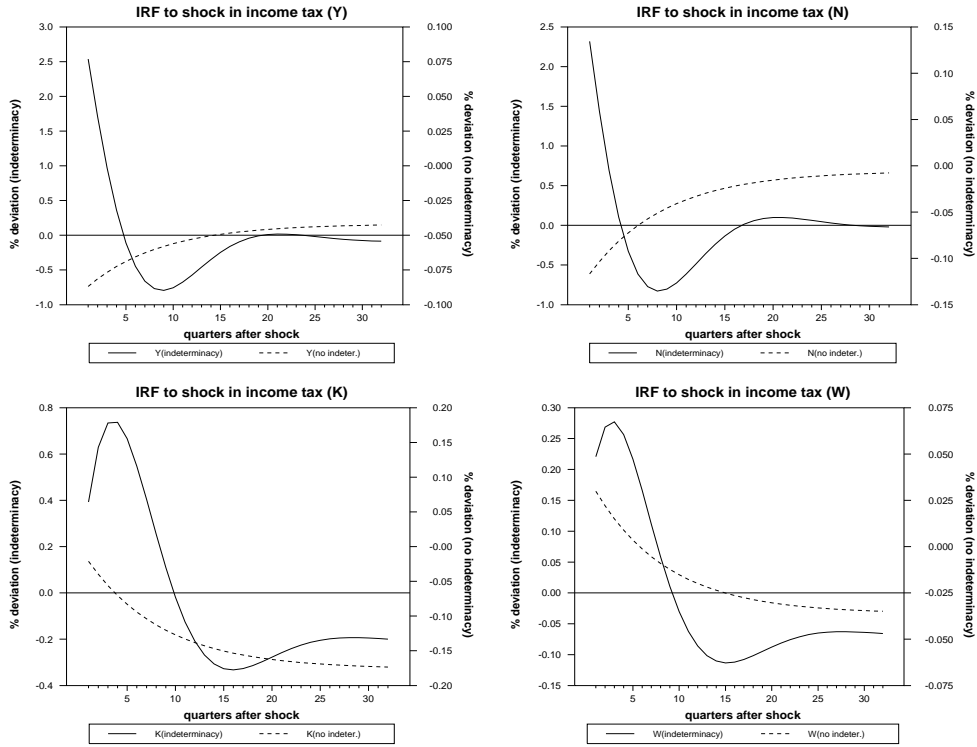 IRF to shock in income tax (Y)
% deviation (indeterminacy)
3.0
2.5
2.0
1.5
1.0
0.5
0.0
-0.5
-1.0
0.100
0.075
0.050
0.025
-0.000
-0.025
-0.050
-0.075
-0.100
% deviation (no indeterminacy)
5 10 15 20 25 30
quarters after shock
Y(indeterminacy) Y(no indeter.)
IRF to shock in income tax (N)
% deviation (indeterminacy)
2.5
2.0
1.5
1.0
0.5
0.0
-0.5
-1.0
0.15
0.10
0.05
0.00
-0.05
-0.10
-0.15
% deviation (no indeterminacy)
5 10 15 20 25 30
quarters after shock
N(indeterminacy) N(no indeter.)
IRF to shock in income tax (K)
% deviation (indeterminacy)
0.8
0.6
0.4
0.2
0.0
-0.2
-0.4
0.20
0.15
0.10
0.05
-0.00
-0.05
-0.10
-0.15
-0.20
% deviation (no indeterminacy)
5 10 15 20 25 30
quarters after shock
K(indeterminacy) K(no indeter.)
IRF to shock in income tax (W)
% deviation (indeterminacy)
0.30
0.25
0.20
0.15
0.10
0.05
0.00
-0.05
-0.10
-0.15
0.075
0.050
0.025
0.000
-0.025
-0.050
-0.075
% deviation (no indeterminacy)
5 10 15 20 25 30
quarters after shock
W(indeterminacy) W(no indeter.)